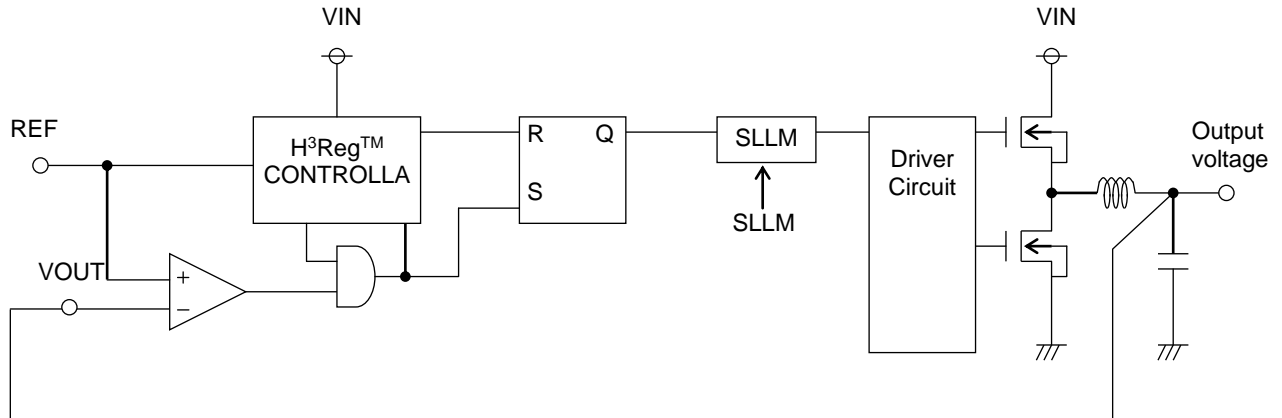 VIN
VIN
REF
H³Reg™
CONTROLLA
R
Q
S
SLLM
SLLM
Driver
Circuit
Output
voltage
VOUT
+
−